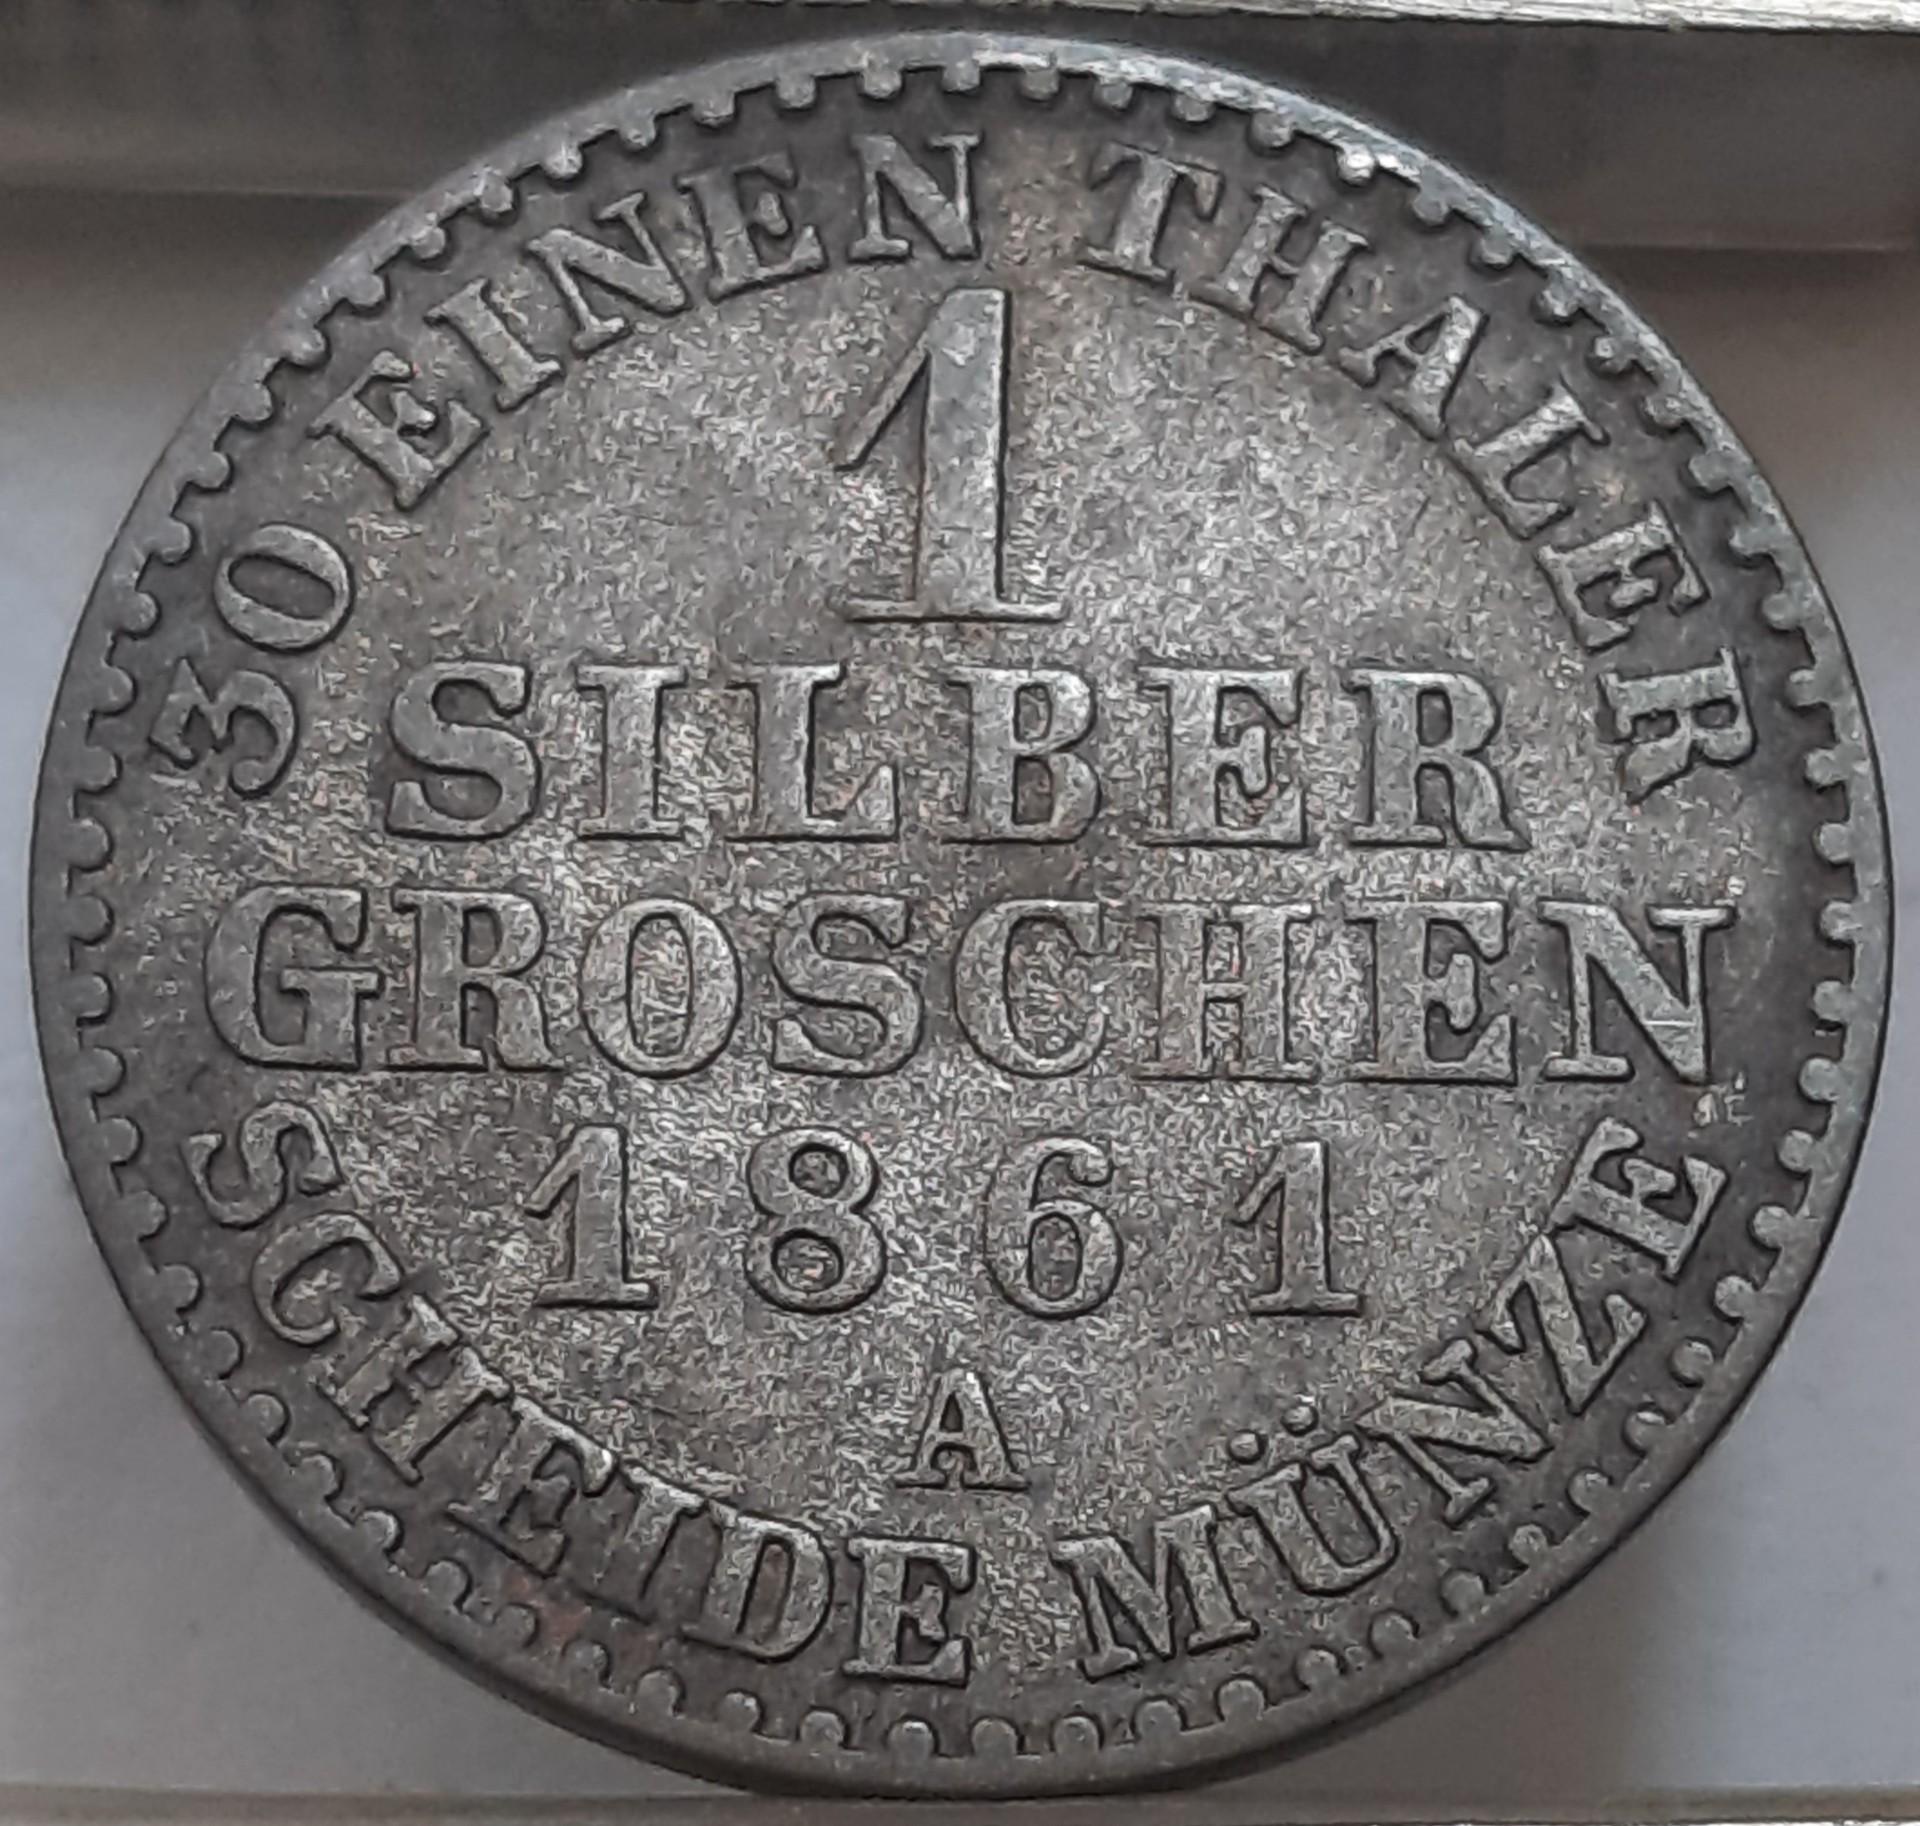 30 EINEN THALER
1
SILBER
GROSCHEN
1861
A
SCHEIDE MÜNZE